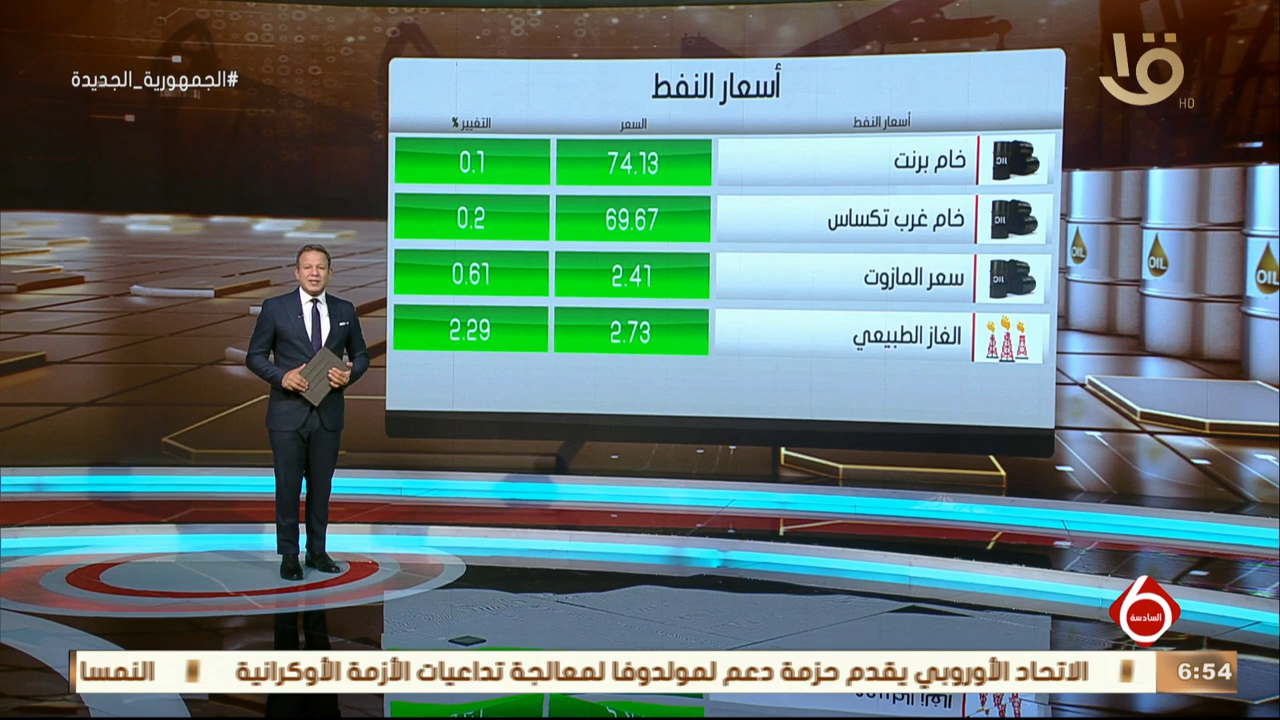 #الجمهورية_الجديدة
HD
أسعار النفط
أسعار النفط السعر التغيير %
خام برنت 74.13 0.1
خام غرب تكساس 69.67 0.2
سعر المازوت 2.41 0.61
الغاز الطبيعي 2.73 2.29
OIL
OIL
OIL
السادسة
6:54 الاتحاد الأوروبي يقدم حزمة دعم لمولدوفا لمعالجة تداعيات الأزمة الأوكرانية النمسا